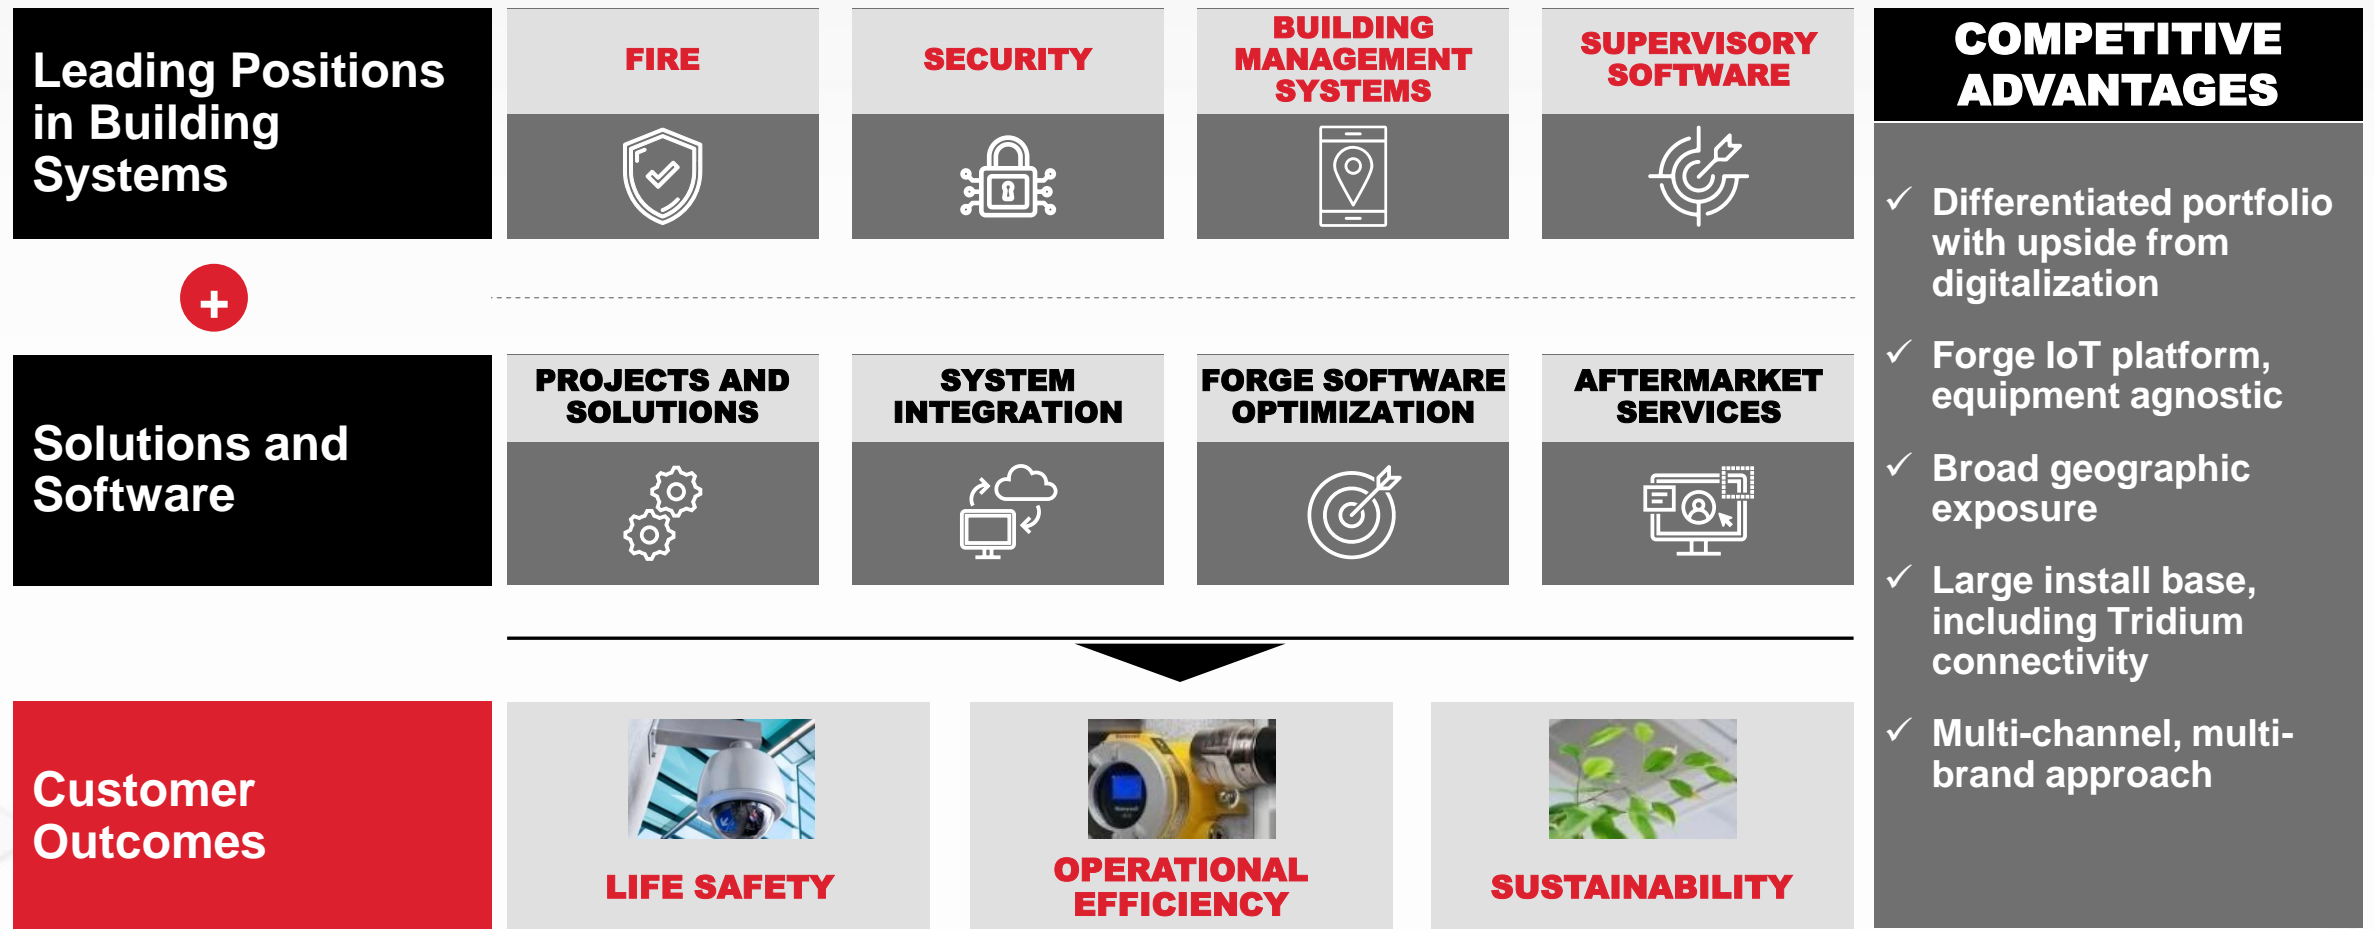 Leading Positions
in Building
Systems
FIRE
SECURITY
BUILDING
MANAGEMENT
SYSTEMS
SUPERVISORY
SOFTWARE
+
Solutions and
Software
PROJECTS AND
SOLUTIONS
SYSTEM
INTEGRATION
FORGE SOFTWARE
OPTIMIZATION
AFTERMARKET
SERVICES
Customer
Outcomes
LIFE SAFETY
OPERATIONAL
EFFICIENCY
SUSTAINABILITY
COMPETITIVE
ADVANTAGES
✓ Differentiated portfolio
with upside from
digitalization
✓ Forge IoT platform,
equipment agnostic
✓ Broad geographic
exposure
✓ Large install base,
including Tridium
connectivity
✓ Multi-channel, multi-
brand approach